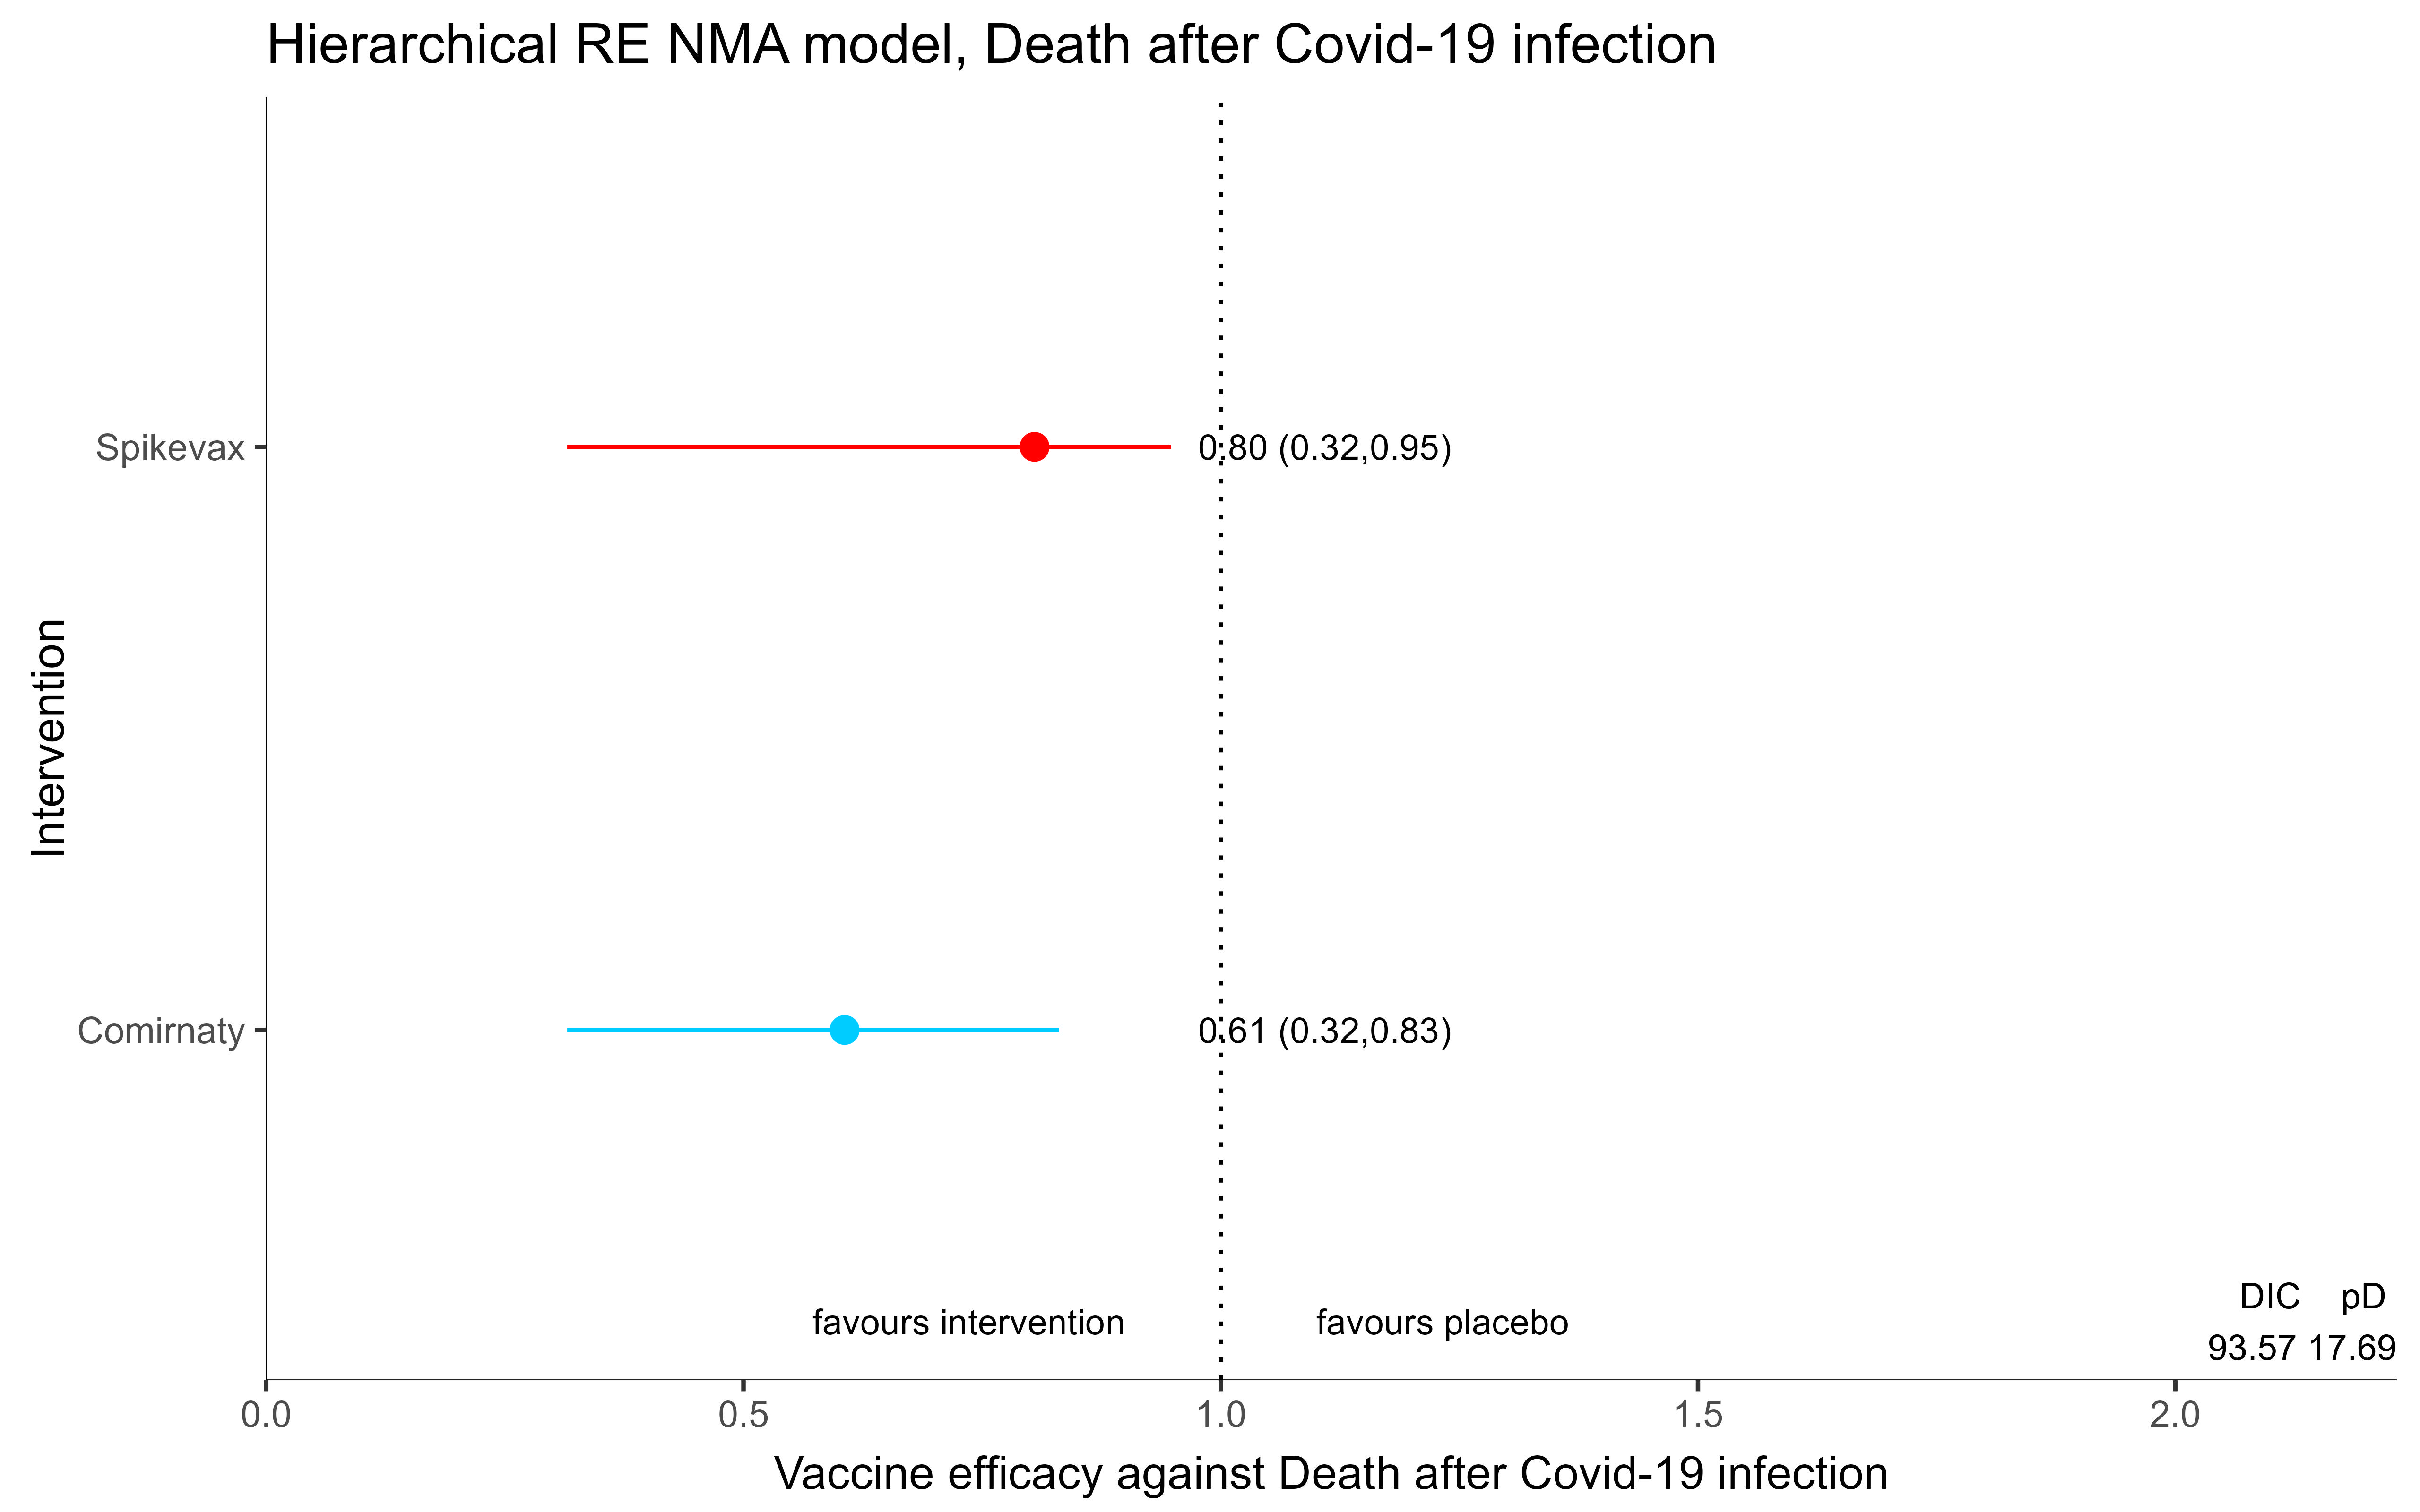 Hierarchical RE NMA model, Death after Covid-19 infection
Intervention
Spikevax
0.80 (0.32,0.95)
Comirnaty
0.61 (0.32,0.83)
favours intervention
favours placebo
DIC pD
93.57 17.69
0.0 0.5 1.0 1.5 2.0
Vaccine efficacy against Death after Covid-19 infection